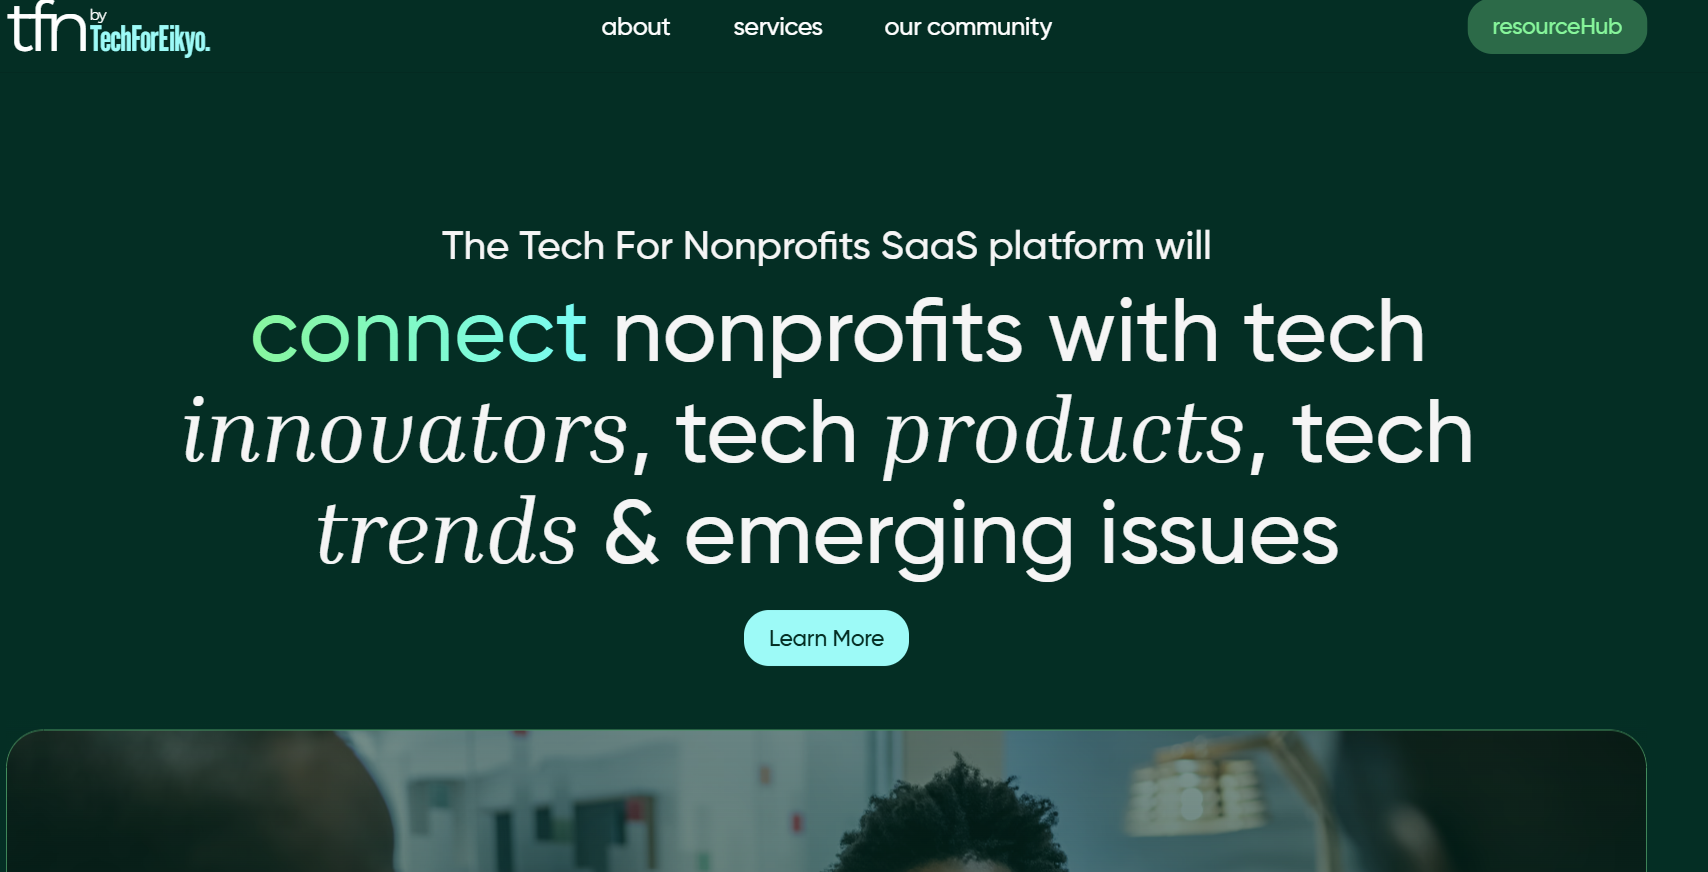 tfn by TechForEikyo.
about services our community
resourceHub
The Tech For Nonprofits SaaS platform will
connect nonprofits with tech
innovators, tech products, tech
trends & emerging issues
Learn More